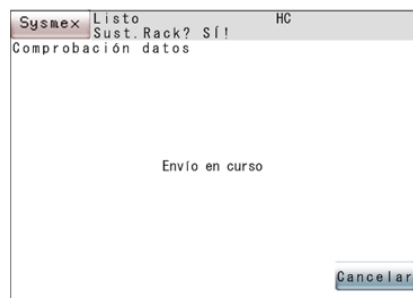 Sysmex
Listo HC
Sust.Rack? SÍ!
Comprobación datos
Envío en curso
Cancelar